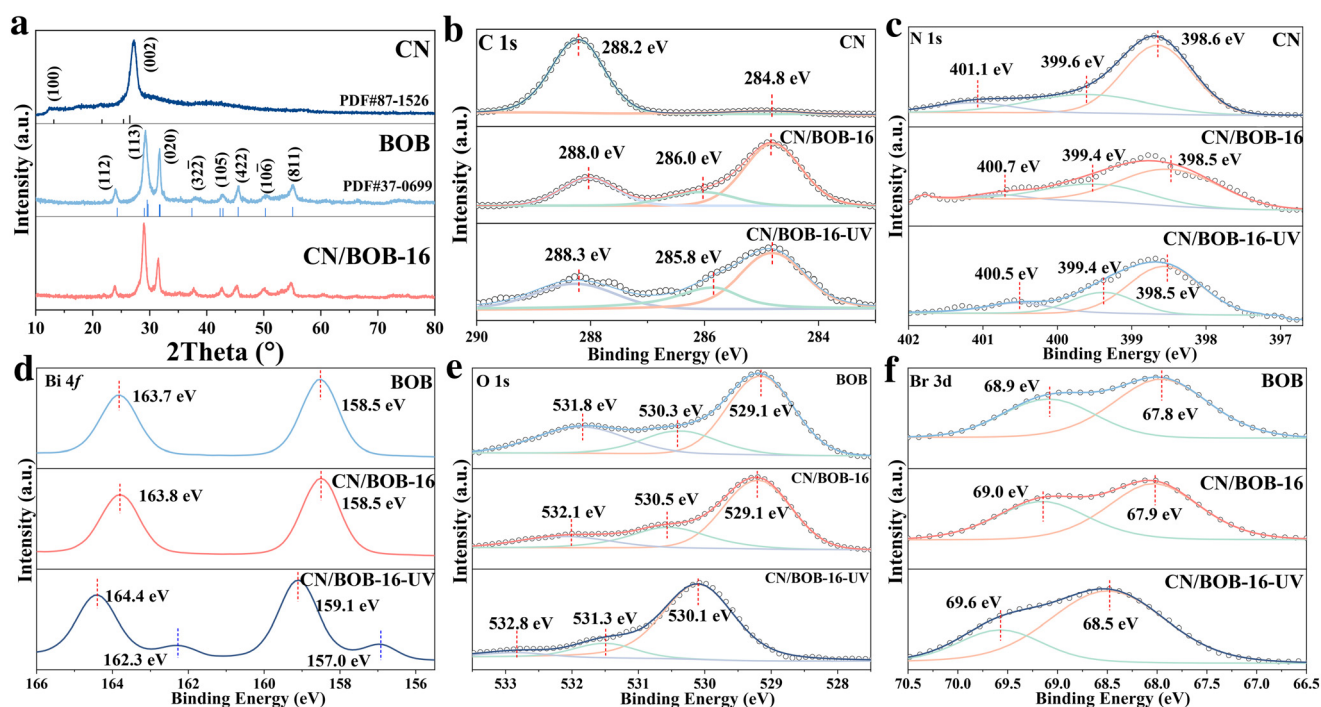 a
CN
(100)
(002)
PDF#87-1526
BOB
(112)
(113)
(020)
(32̄2̄)
(105)
(422)
(106̄)
(811)
PDF#37-0699
CN/BOB-16
Intensity (a.u.)
10 20 30 40 50 60 70 80
2Theta (°)
b
C 1s
CN
288.2 eV
284.8 eV
CN/BOB-16
288.0 eV
286.0 eV
CN/BOB-16-UV
288.3 eV
285.8 eV
Intensity (a.u.)
290 288 286 284
Binding Energy (eV)
c
N 1s
CN
401.1 eV
399.6 eV
398.6 eV
CN/BOB-16
400.7 eV
399.4 eV
398.5 eV
CN/BOB-16-UV
400.5 eV
399.4 eV
398.5 eV
Intensity (a.u.)
402 401 400 399 398 397
Binding Energy (eV)
d
Bi 4f
BOB
163.7 eV
158.5 eV
CN/BOB-16
163.8 eV
158.5 eV
CN/BOB-16-UV
164.4 eV
159.1 eV
162.3 eV
157.0 eV
Intensity (a.u.)
166 164 162 160 158 156
Binding Energy (eV)
e
O 1s
BOB
531.8 eV
530.3 eV
529.1 eV
CN/BOB-16
532.1 eV
530.5 eV
529.1 eV
CN/BOB-16-UV
532.8 eV
531.3 eV
530.1 eV
Intensity (a.u.)
533 532 531 530 529 528
Binding Energy (eV)
f
Br 3d
BOB
68.9 eV
67.8 eV
CN/BOB-16
69.0 eV
67.9 eV
CN/BOB-16-UV
69.6 eV
68.5 eV
Intensity (a.u.)
70.5 70.0 69.5 69.0 68.5 68.0 67.5 67.0 66.5
Binding Energy (eV)